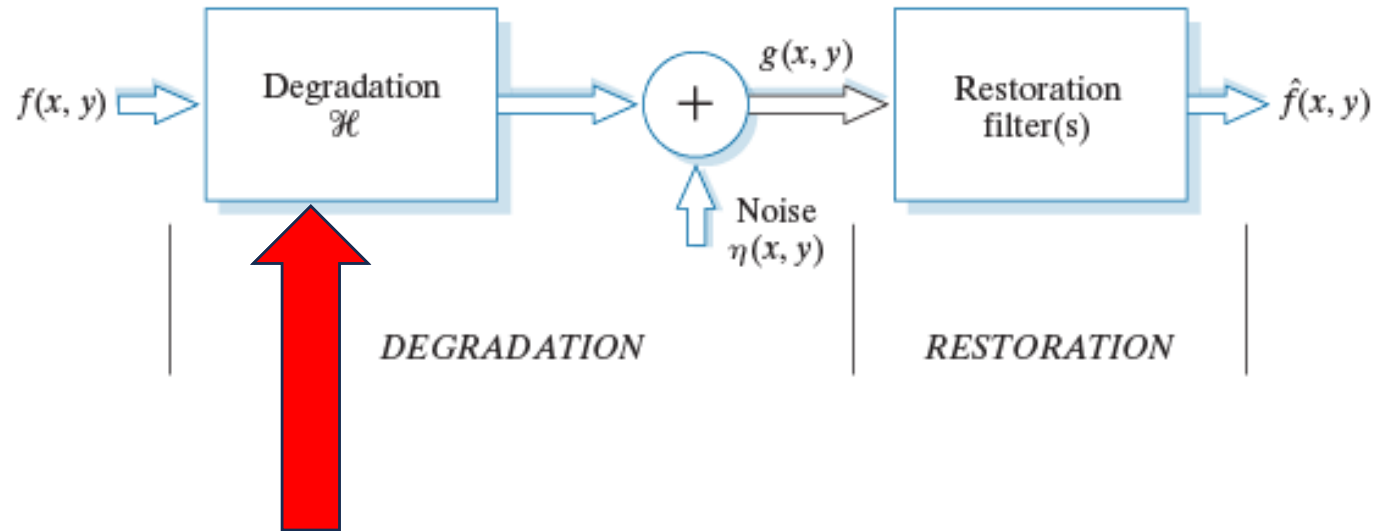 f(x, y)
Degradation
ℋ
+
g(x, y)
Noise
η(x, y)
Restoration
filter(s)
f̂(x, y)
DEGRADATION
RESTORATION